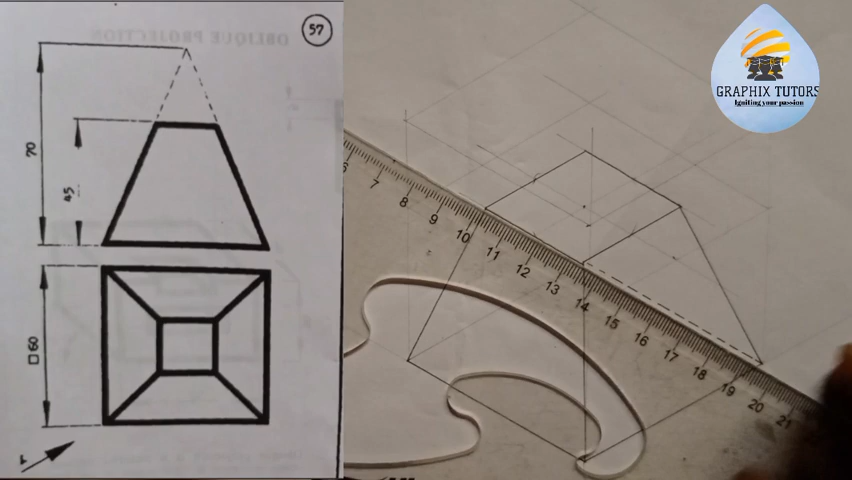 57
OBLIQUE PROJECTION
70
45
□60
GRAPHIX TUTORS
Igniting your passion
6 7 8 9 10 11 12 13 14 15 16 17 18 19 20 21